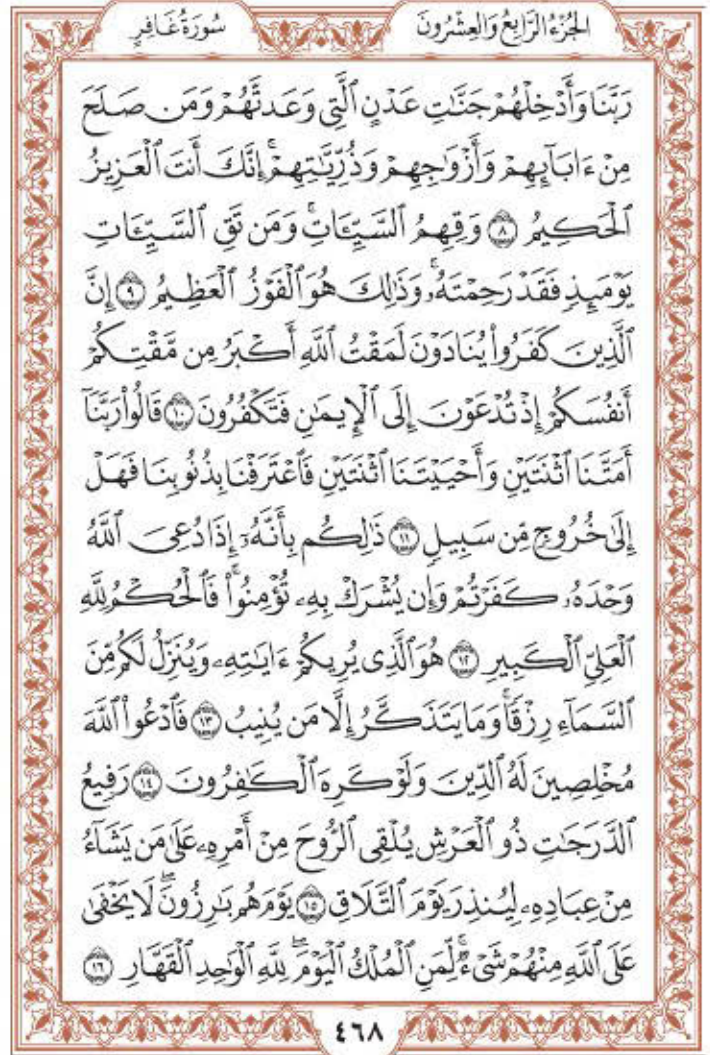 الجُزْءُ الرَّابِعُ وَالعِشْرُونَ
سُورَةُ غَافِرٍ
رَبَّنَا وَأَدْخِلْهُمْ جَنَّٰتِ عَدْنٍ ٱلَّتِى وَعَدتَّهُمْ وَمَن صَلَحَ
مِنْ ءَابَآئِهِمْ وَأَزْوَٰجِهِمْ وَذُرِّيَّٰتِهِمْ ۚ إِنَّكَ أَنتَ ٱلْعَزِيزُ
ٱلْحَكِيمُ ٨ وَقِهِمُ ٱلسَّيِّـَٔاتِ ۚ وَمَن تَقِ ٱلسَّيِّـَٔاتِ
يَوْمَئِذٍ فَقَدْ رَحِمْتَهُۥ ۚ وَذَٰلِكَ هُوَ ٱلْفَوْزُ ٱلْعَظِيمُ ٩ إِنَّ
ٱلَّذِينَ كَفَرُوا۟ يُنَادَوْنَ لَمَقْتُ ٱللَّهِ أَكْبَرُ مِن مَّقْتِكُمْ
أَنفُسَكُمْ إِذْ تُدْعَوْنَ إِلَى ٱلْإِيمَٰنِ فَتَكْفُرُونَ ١٠ قَالُوا۟ رَبَّنَآ
أَمَتَّنَا ٱثْنَتَيْنِ وَأَحْيَيْتَنَا ٱثْنَتَيْنِ فَٱعْتَرَفْنَا بِذُنُوبِنَا فَهَلْ
إِلَىٰ خُرُوجٍ مِّن سَبِيلٍ ١١ ذَٰلِكُم بِأَنَّهُۥٓ إِذَا دُعِىَ ٱللَّهُ
وَحْدَهُۥ كَفَرْتُمْ وَإِن يُشْرَكْ بِهِۦ تُؤْمِنُوا۟ ۚ فَٱلْحُكْمُ لِلَّهِ
ٱلْعَلِىِّ ٱلْكَبِيرِ ١٢ هُوَ ٱلَّذِى يُرِيكُمْ ءَايَٰتِهِۦ وَيُنَزِّلُ لَكُم مِّنَ
ٱلسَّمَآءِ رِزْقًا ۚ وَمَا يَتَذَكَّرُ إِلَّا مَن يُنِيبُ ١٣ فَٱدْعُوا۟ ٱللَّهَ
مُخْلِصِينَ لَهُ ٱلدِّينَ وَلَوْ كَرِهَ ٱلْكَٰفِرُونَ ١٤ رَفِيعُ
ٱلدَّرَجَٰتِ ذُو ٱلْعَرْشِ يُلْقِى ٱلرُّوحَ مِنْ أَمْرِهِۦ عَلَىٰ مَن يَشَآءُ
مِنْ عِبَادِهِۦ لِيُنذِرَ يَوْمَ ٱلتَّلَاقِ ١٥ يَوْمَ هُم بَٰرِزُونَ ۖ لَا يَخْفَىٰ
عَلَى ٱللَّهِ مِنْهُمْ شَىْءٌ ۚ لِّمَنِ ٱلْمُلْكُ ٱلْيَوْمَ ۖ لِلَّهِ ٱلْوَٰحِدِ ٱلْقَهَّارِ ١٦
٤٦٨